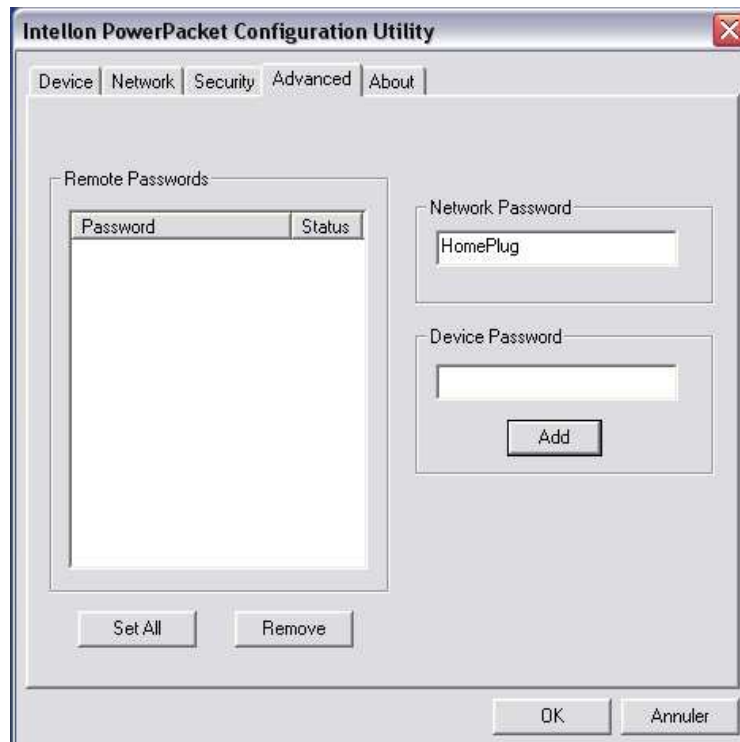 Intellon PowerPacket Configuration Utility
Device Network Security Advanced About
Remote Passwords
Password Status
Network Password
HomePlug
Device Password
Add
Set All Remove
OK Annuler